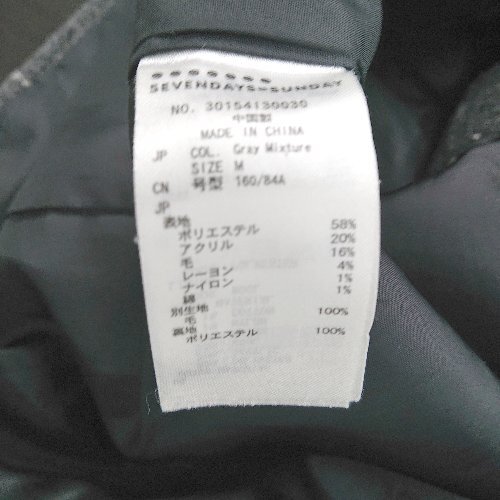 SEVENDAYS=SUNDAY
NO. 30154130030
中国製
MADE IN CHINA
JP COL. Gray Mixture
SIZE M
CN 号型 160/84A
JP
表地
ポリエステル 58%
アクリル 20%
毛 16%
レーヨン 4%
ナイロン 1%
綿 1%
別生地
毛 100%
裏地
ポリエステル 100%